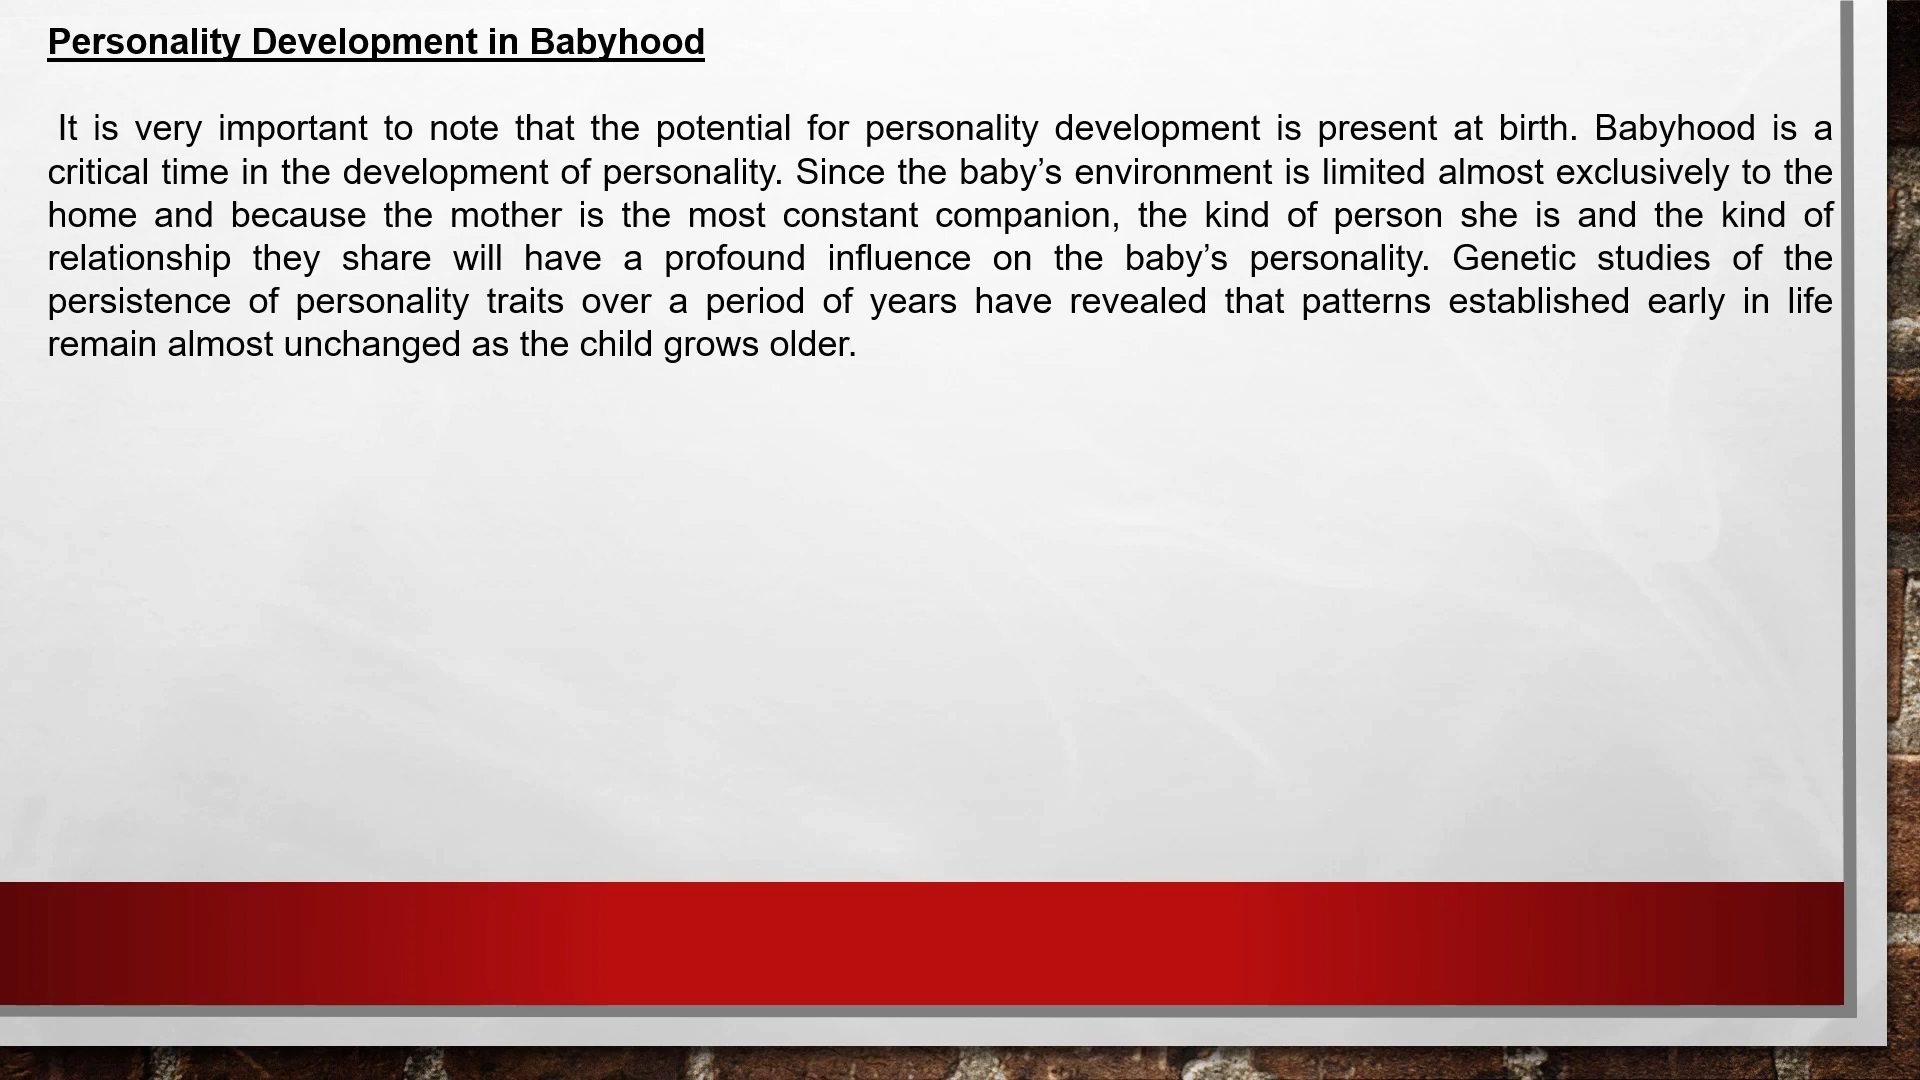 Personality Development in Babyhood
It is very important to note that the potential for personality development is present at birth. Babyhood is a
critical time in the development of personality. Since the baby’s environment is limited almost exclusively to the
home and because the mother is the most constant companion, the kind of person she is and the kind of
relationship they share will have a profound influence on the baby’s personality. Genetic studies of the
persistence of personality traits over a period of years have revealed that patterns established early in life
remain almost unchanged as the child grows older.